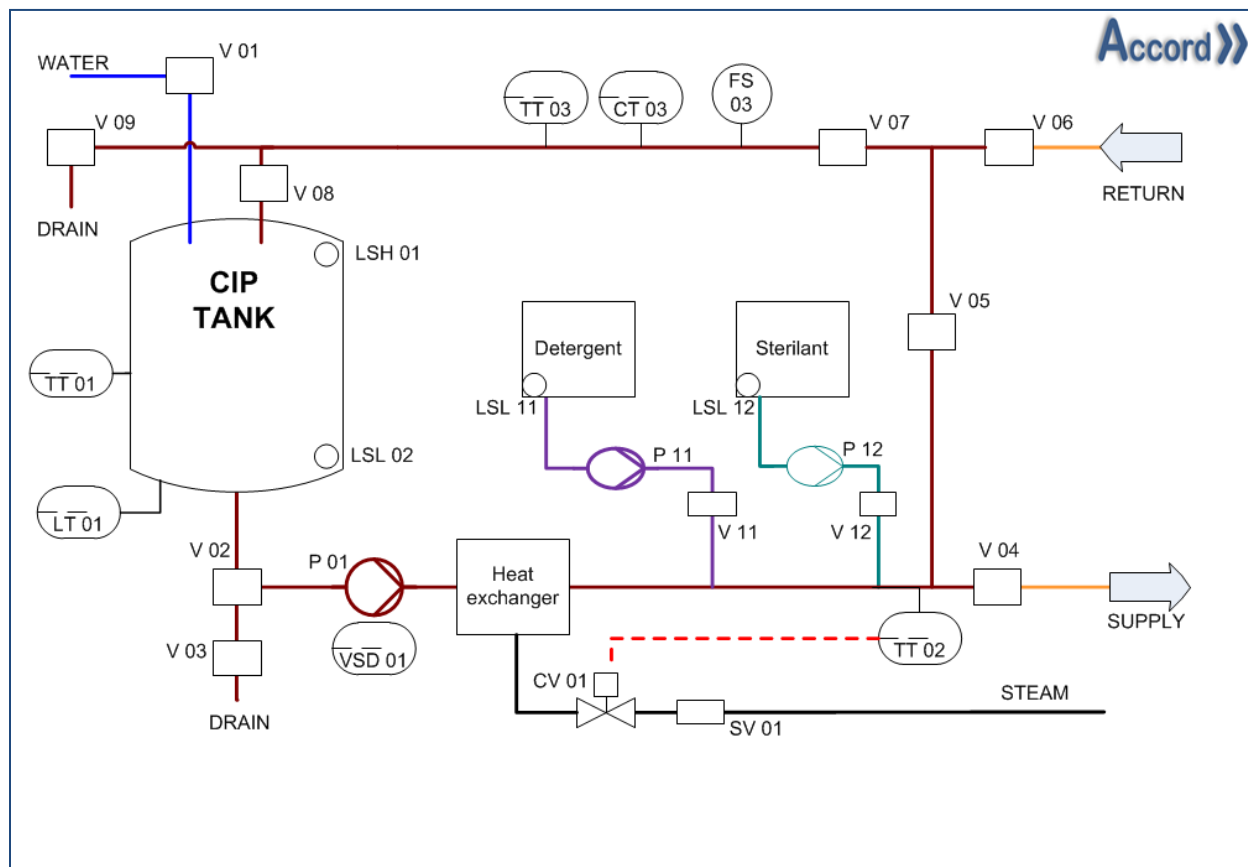 Accord
V 01
WATER
TT 03
CT 03
FS
03
V 09
V 07
V 06
V 08
RETURN
DRAIN
LSH 01
CIP
TANK
V 05
Detergent
Sterilant
TT 01
LSL 11
LSL 12
P 11
P 12
LSL 02
LT 01
V 11
V 12
V 02
P 01
Heat
exchanger
V 04
SUPPLY
V 03
VSD 01
TT 02
CV 01
STEAM
DRAIN
SV 01